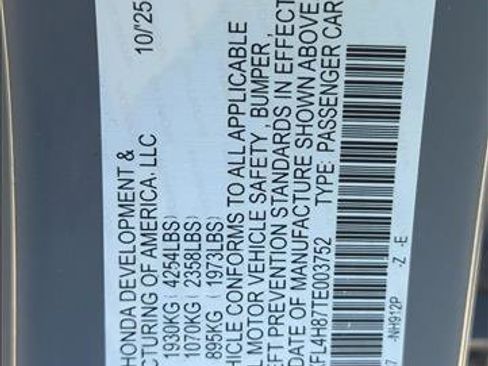 HONDA DEVELOPMENT & 10/'25
CTURING OF AMERICA, LLC
1930KG ( 4254LBS)
1070KG ( 2358LBS)
895KG ( 1973LBS)
HICLE CONFORMS TO ALL APPLICABLE
L MOTOR VEHICLE SAFETY, BUMPER,
EFT PREVENTION STANDARDS IN EFFECT
DATE OF MANUFACTURE SHOWN ABOVE
FL4H87TE003752 TYPE: PASSENGER CAR
7 -NH912P -Z -E